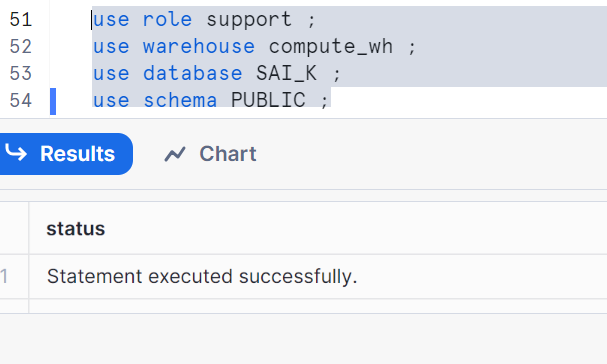 51 use role support ;
52 use warehouse compute_wh ;
53 use database SAI_K ;
54 use schema PUBLIC ;
Results Chart
status
1 Statement executed successfully.